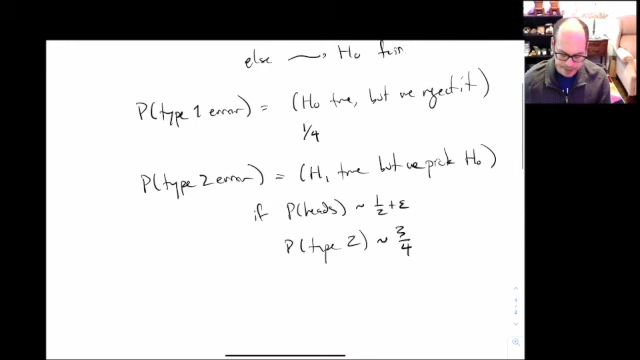 else ⟶ H0 fair
P(type 1 error) = (H0 true, but we reject it)
1/4
P(type 2 error) = (H1 true but we pick H0)
if P(heads) ~ 1/2 + ε
P(type 2) ~ 3/4